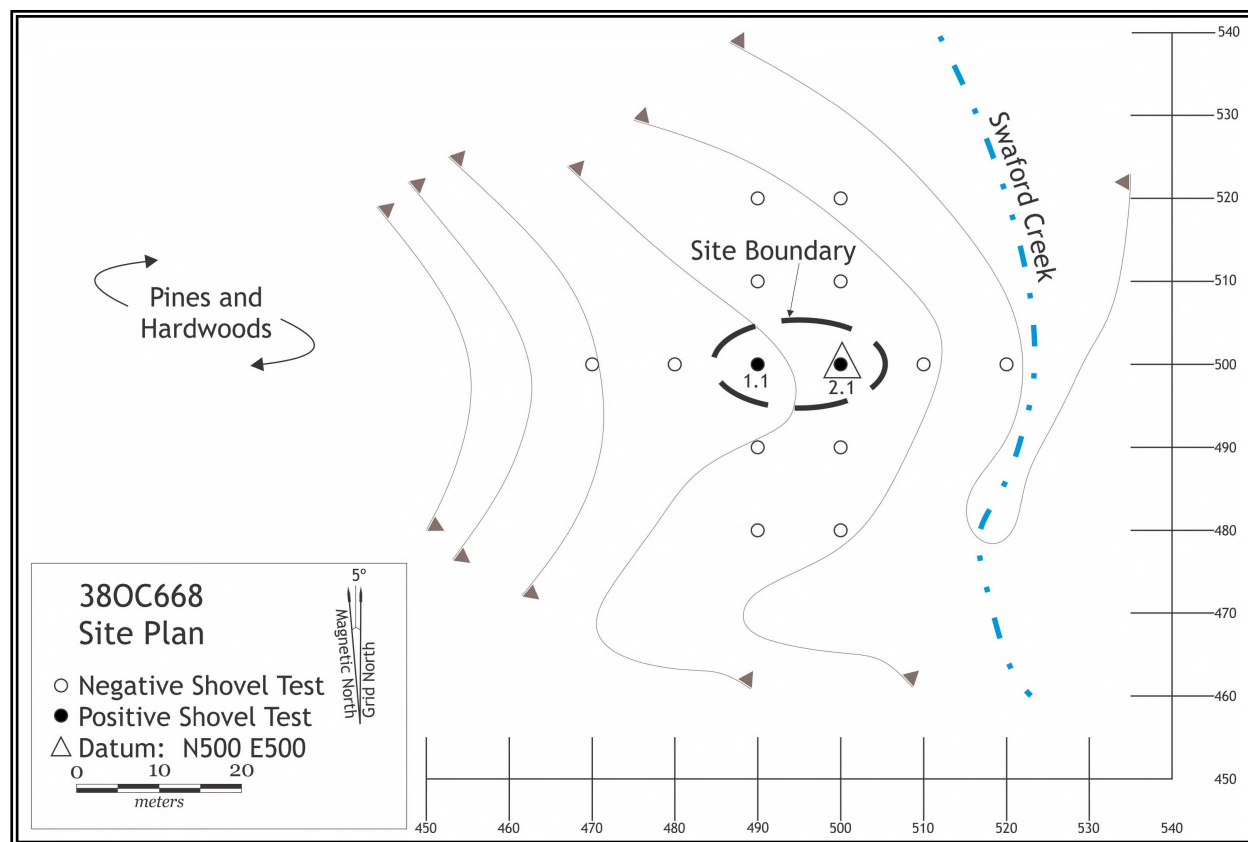 540
530
Swaford Creek
520
Site Boundary
510
Pines and
Hardwoods
500
1.1
2.1
490
480
38OC668
Site Plan
5°
Magnetic North
Grid North
470
Negative Shovel Test
Positive Shovel Test
Datum: N500 E500
460
0 10 20
meters
450
450 460 470 480 490 500 510 520 530 540